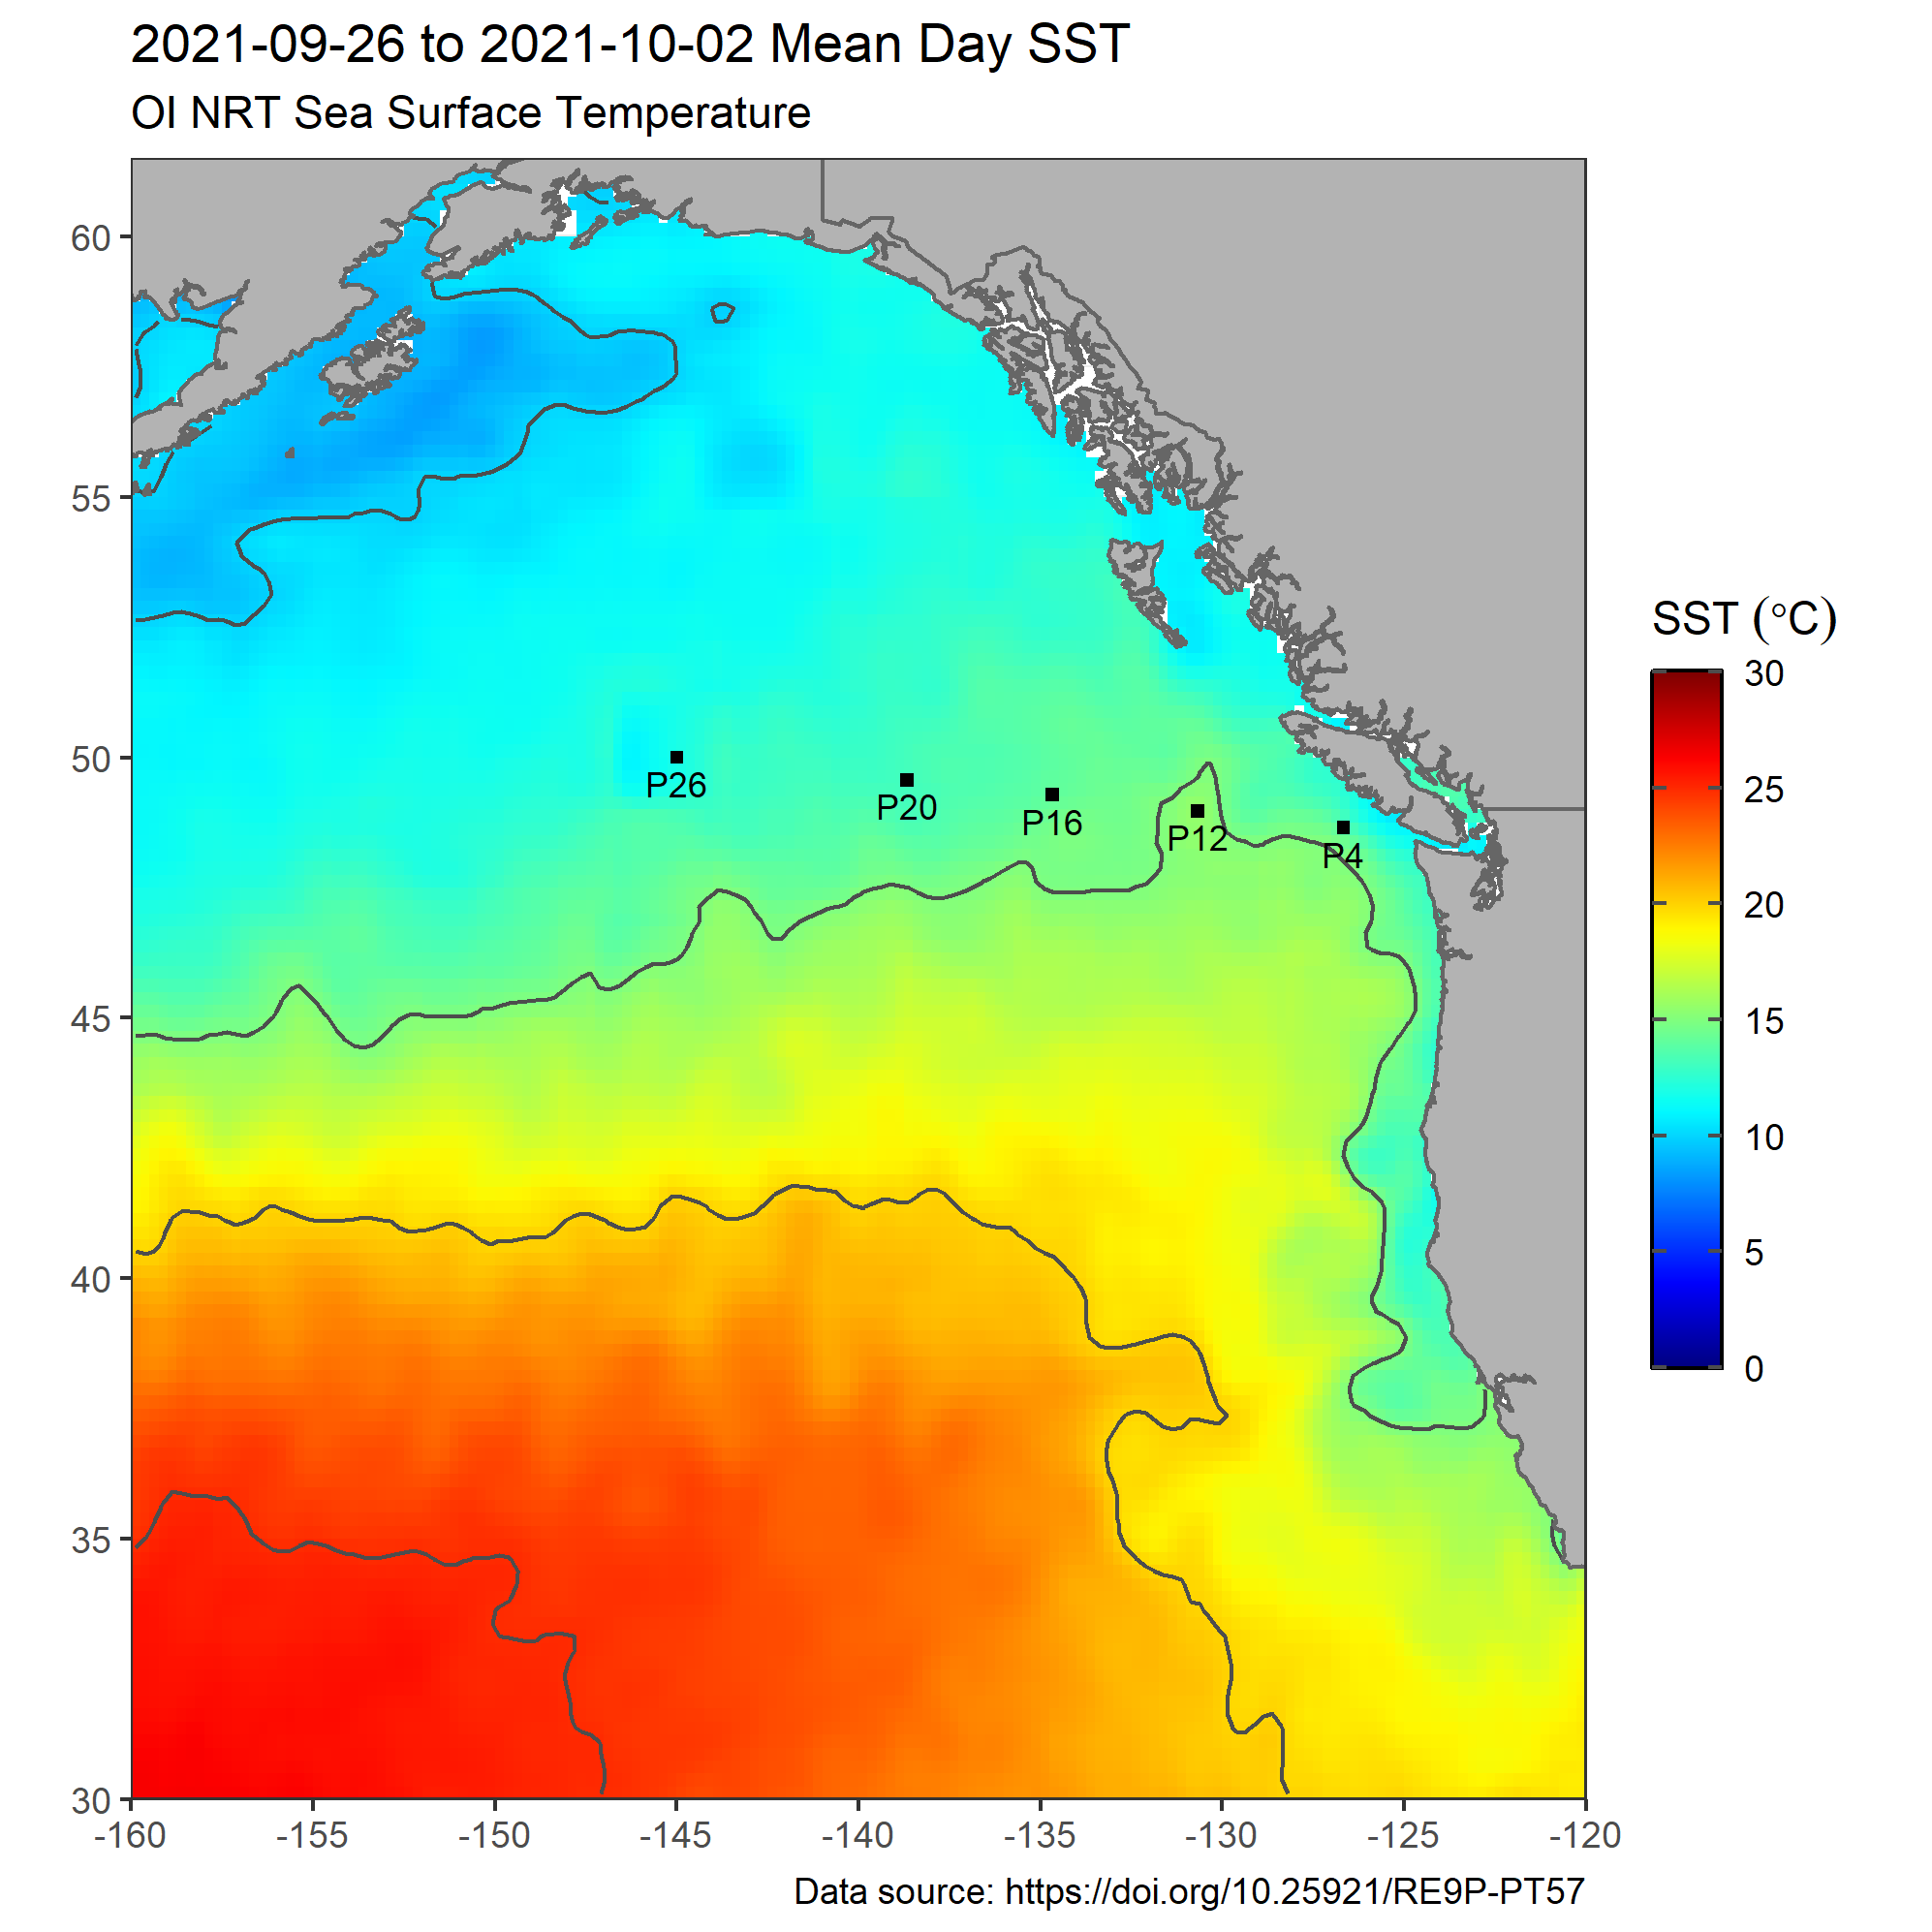 2021-09-26 to 2021-10-02 Mean Day SST
OI NRT Sea Surface Temperature
60
55
50
45
40
35
30
-160
-155
-150
-145
-140
-135
-130
-125
-120
P26
P20
P16
P12
P4
SST (°C)
30
25
20
15
10
5
0
Data source: https://doi.org/10.25921/RE9P-PT57